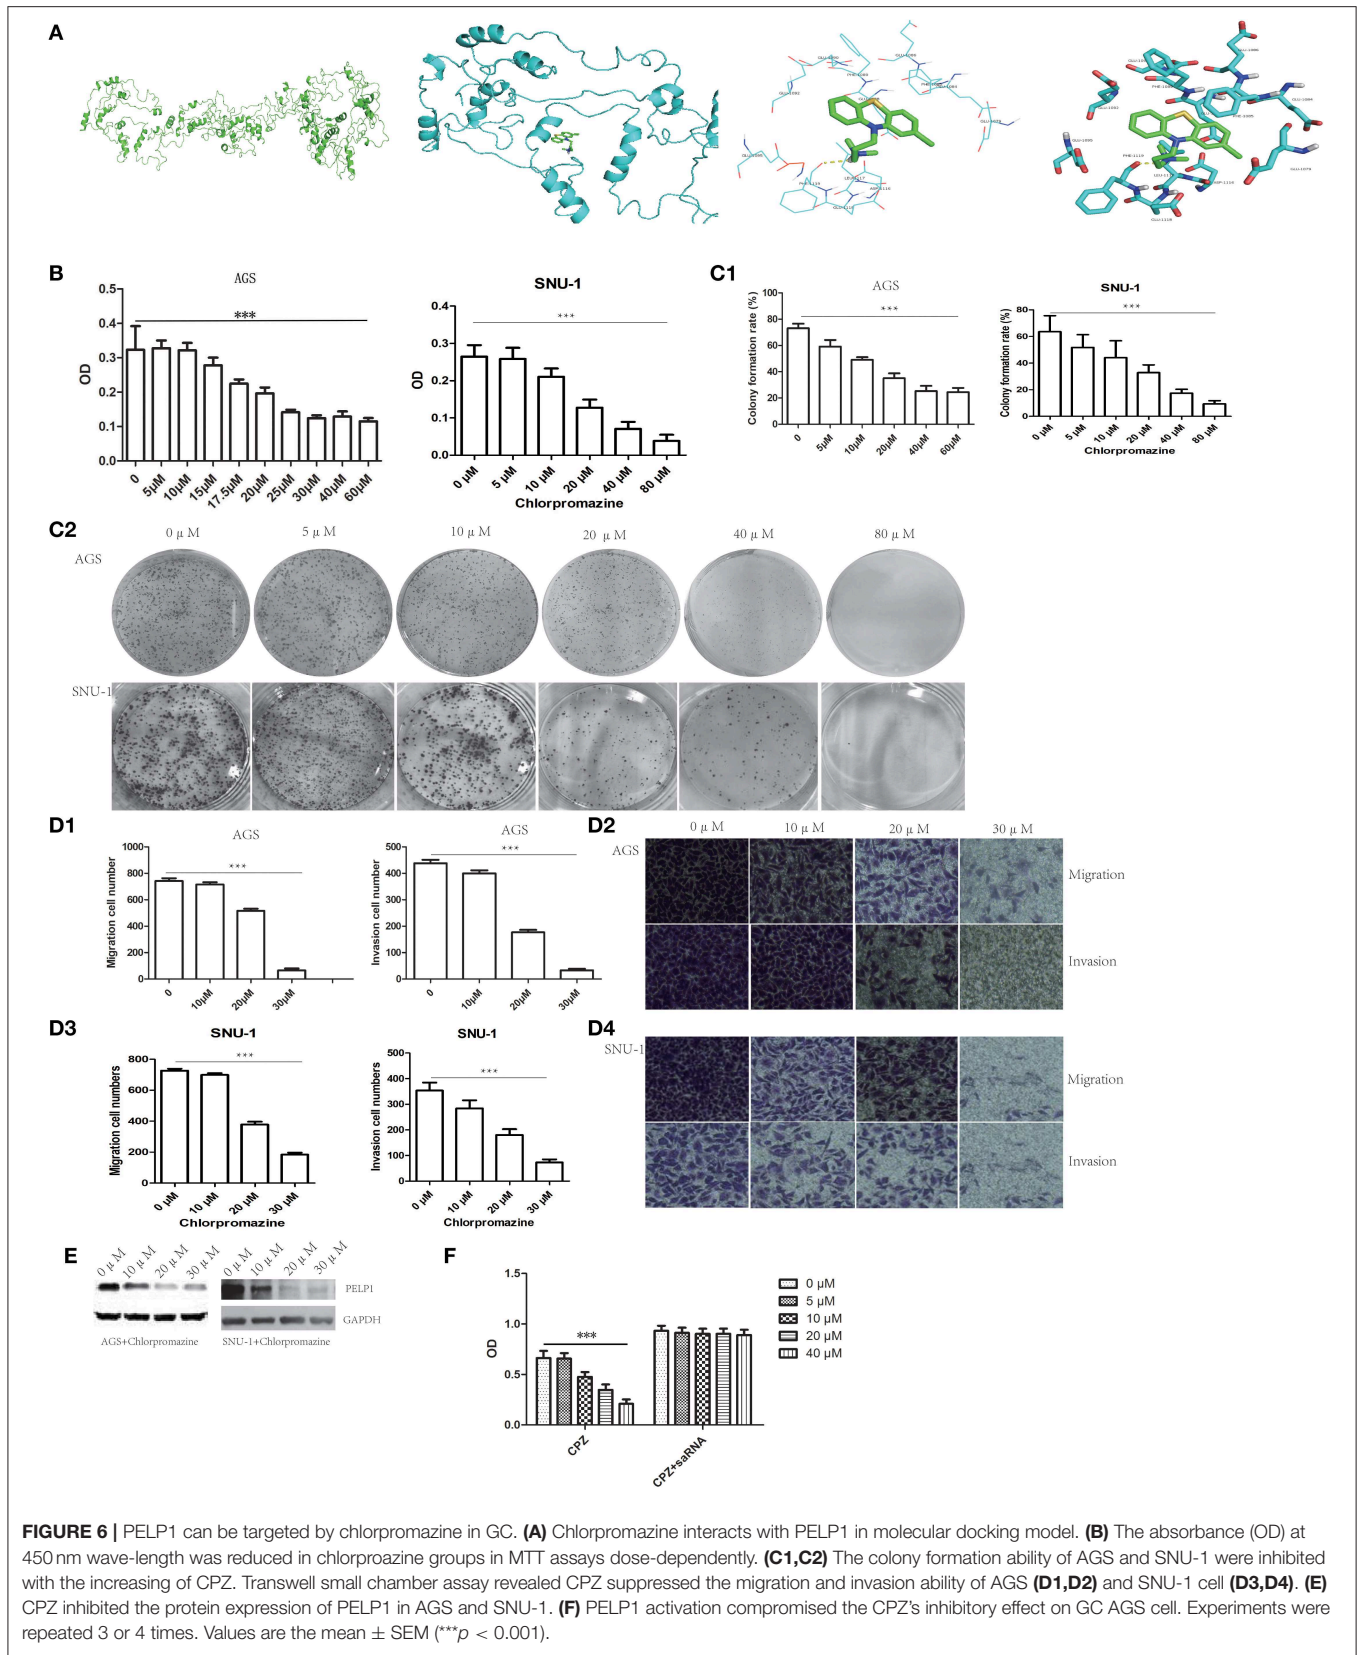 A
B
AGS
***
OD
0.5
0.4
0.3
0.2
0.1
0.0
0
5μM
10μM
15μM
17.5μM
20μM
25μM
30μM
40μM
60μM
SNU-1
***
OD
0.4
0.3
0.2
0.1
0.0
0 μM
5 μM
10 μM
20 μM
40 μM
80 μM
Chlorpromazine
C1
AGS
***
Colony formation rate (%)
100
80
60
40
20
0
0
5μM
10μM
20μM
40μM
60μM
SNU-1
***
Colony formation rate (%)
80
60
40
20
0
0 μM
5 μM
10 μM
20 μM
40 μM
80 μM
Chlorpromazine
C2
0 μ M
5 μ M
10 μ M
20 μ M
40 μ M
80 μ M
AGS
SNU-1
D1
AGS
***
Migration cell number
1000
800
600
400
200
0
0
10μM
20μM
30μM
AGS
***
Invasion cell number
500
400
300
200
100
0
0
10μM
20μM
30μM
D2
0 μ M
10 μ M
20 μ M
30 μ M
AGS
Migration
Invasion
D3
SNU-1
***
Migration cell numbers
800
600
400
200
0
0 μM
10 μM
20 μM
30 μM
Chlorpromazine
SNU-1
***
Invasion cell numbers
500
400
300
200
100
0
0 μM
10 μM
20 μM
30 μM
Chlorpromazine
D4
SNU-1
Migration
Invasion
E
0 μ M
10 μ M
20 μ M
30 μ M
0 μ M
10 μ M
20 μ M
30 μ M
PELP1
GAPDH
AGS+Chlorpromazine
SNU-1+Chlorpromazine
F
OD
1.5
1.0
0.5
0.0
***
CPZ
CPZ+saRNA
0 μM
5 μM
10 μM
20 μM
40 μM
FIGURE 6 | PELP1 can be targeted by chlorpromazine in GC. (A) Chlorpromazine interacts with PELP1 in molecular docking model. (B) The absorbance (OD) at
450 nm wave-length was reduced in chlorproazine groups in MTT assays dose-dependently. (C1,C2) The colony formation ability of AGS and SNU-1 were inhibited
with the increasing of CPZ. Transwell small chamber assay revealed CPZ suppressed the migration and invasion ability of AGS (D1,D2) and SNU-1 cell (D3,D4). (E)
CPZ inhibited the protein expression of PELP1 in AGS and SNU-1. (F) PELP1 activation compromised the CPZ's inhibitory effect on GC AGS cell. Experiments were
repeated 3 or 4 times. Values are the mean ± SEM (***p < 0.001).